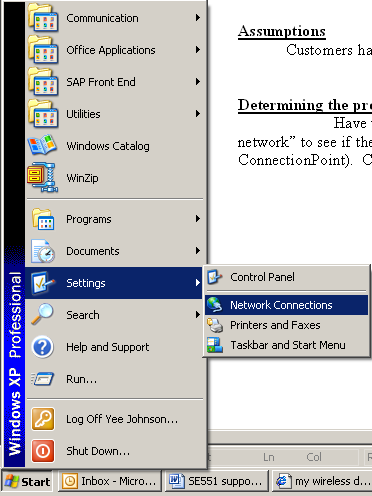 Communication
Office Applications
SAP Front End
Utilities
Windows Catalog
WinZip
Programs
Documents
Settings
Search
Help and Support
Run...
Log Off Yee Johnson...
Shut Down...
Windows XP Professional
Control Panel
Network Connections
Printers and Faxes
Taskbar and Start Menu
Assumptions
Customers ha
Determining the pro
Have
network" to see if the
ConnectionPoint). C
Ln Col
Start
Inbox - Micro...
SE551 suppo...
my wireless d...